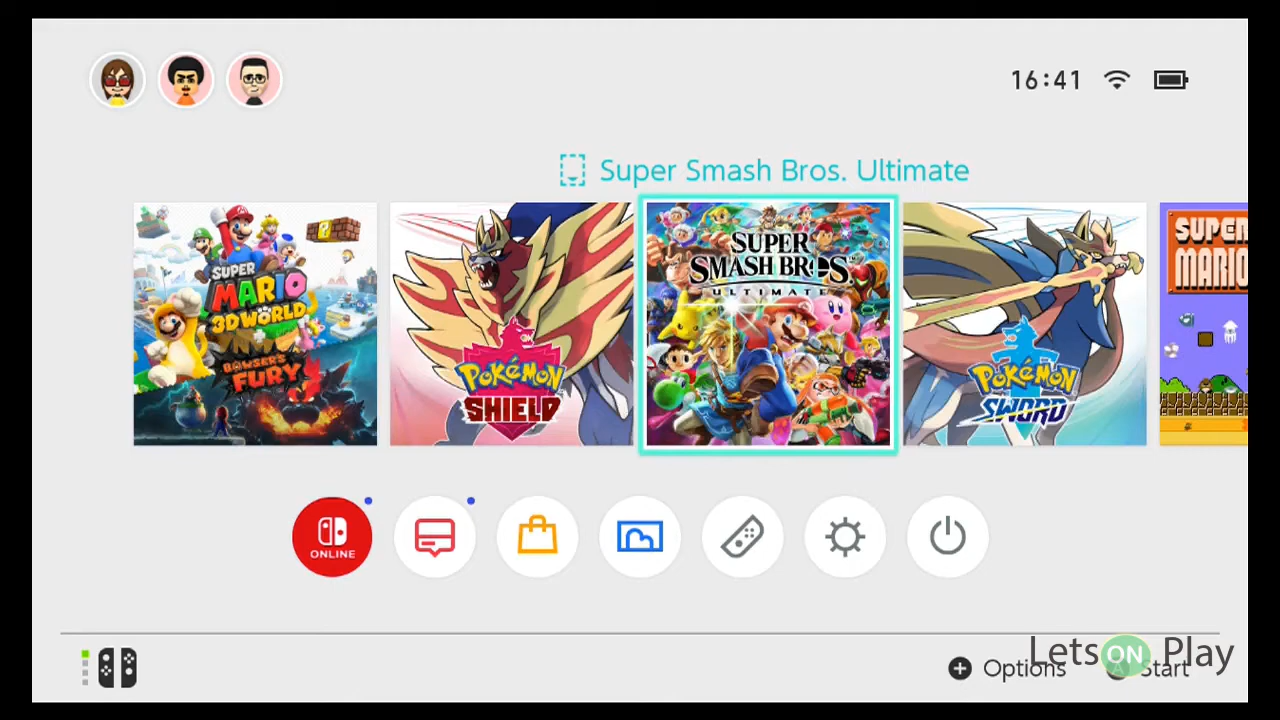 16:41
Super Smash Bros. Ultimate
SUPER
MARIO
3D WORLD
BOWSER'S
FURY
POKÉMON
SHIELD
SUPER
SMASH BROS.
ULTIMATE
POKÉMON
SWORD
SUPER
MARIO
ONLINE
Options
Start
Lets ON Play